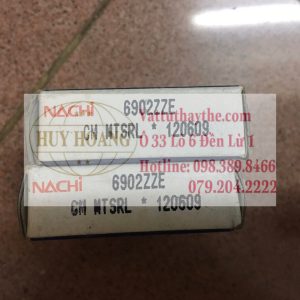 NACHi
6902ZZE
CM MTSRL * 120609
HUY HOANG
Vattuthaythe.com
Ô 33 Lô 6 Đền Lừ 1
Hotline: 098.389.8466
079.204.2222
NACHi
6902ZZE
CM MTSRL * 120609